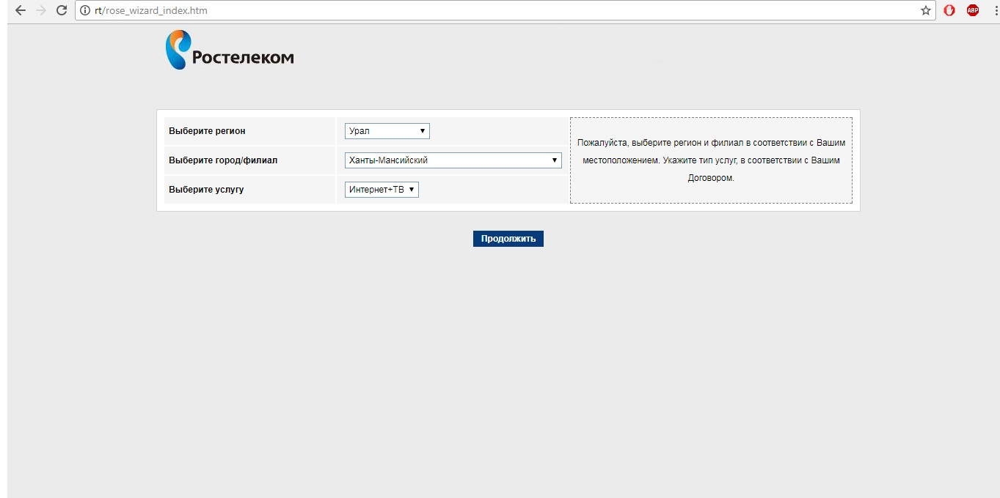 rt/rose_wizard_index.htm
ABP
Ростелеком
Выберите регион
Урал
Выберите город/филиал
Ханты-Мансийский
Выберите услугу
Интернет+ТВ
Пожалуйста, выберите регион и филиал в соответствии с Вашим
местоположением. Укажите тип услуг, в соответствии с Вашим
Договором.
Продолжить